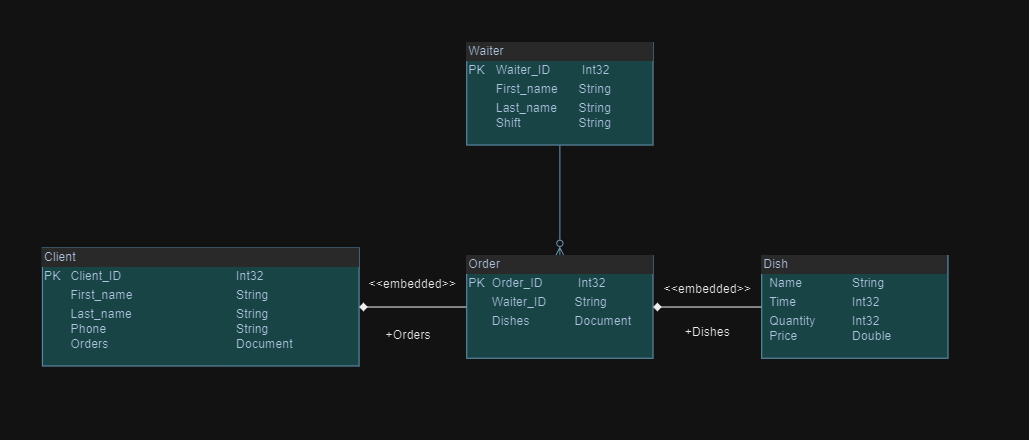 Waiter
PK Waiter_ID Int32
First_name String
Last_name String
Shift String
Client
PK Client_ID Int32
First_name String
Last_name String
Phone String
Orders Document
<<embedded>>
+Orders
Order
PK Order_ID Int32
Waiter_ID String
Dishes Document
<<embedded>>
+Dishes
Dish
Name String
Time Int32
Quantity Int32
Price Double